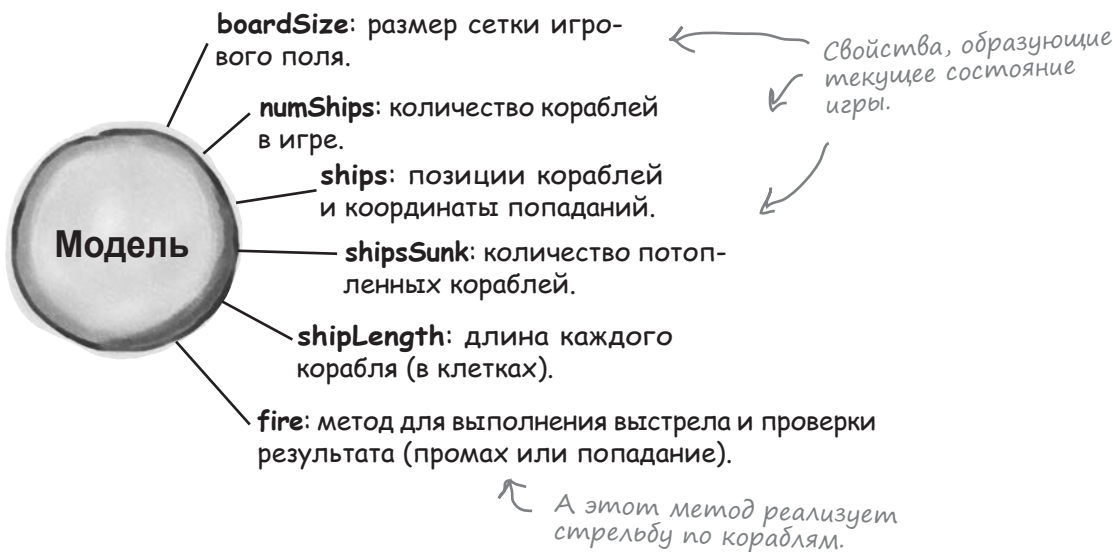 boardSize: размер сетки игро-
вого поля.
Свойства, образующие
текущее состояние
игры.
numShips: количество кораблей
в игре.
ships: позиции кораблей
и координаты попаданий.
Модель
shipsSunk: количество потоп-
ленных кораблей.
shipLength: длина каждого
корабля (в клетках).
fire: метод для выполнения выстрела и проверки
результата (промах или попадание).
А этот метод реализует
стрельбу по кораблям.